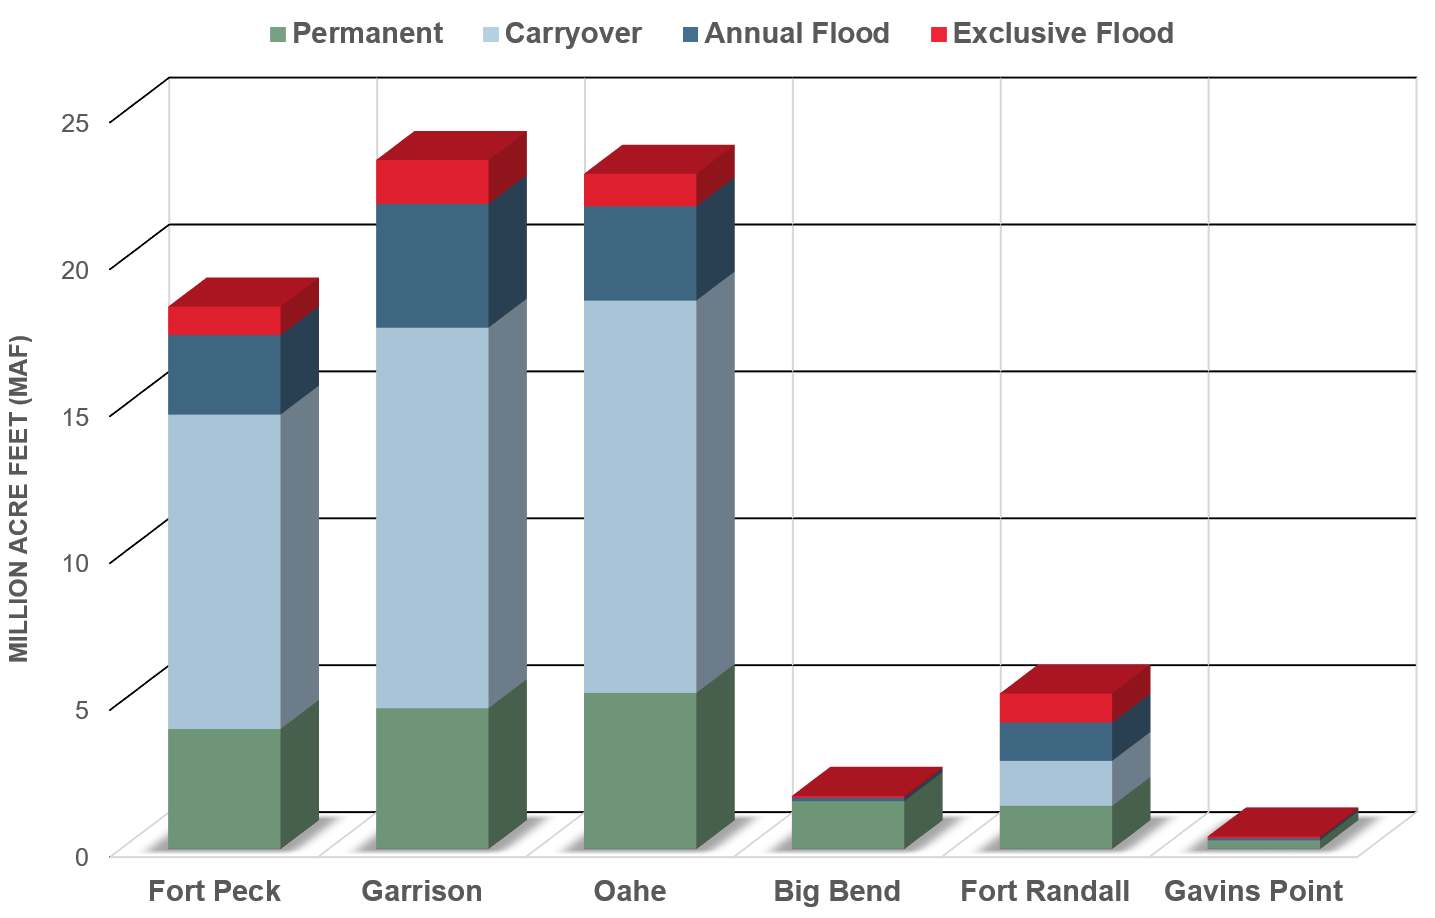 Permanent Carryover Annual Flood Exclusive Flood
25
20
15
10
5
0
MILLION ACRE FEET (MAF)
Fort Peck Garrison Oahe Big Bend Fort Randall Gavins Point